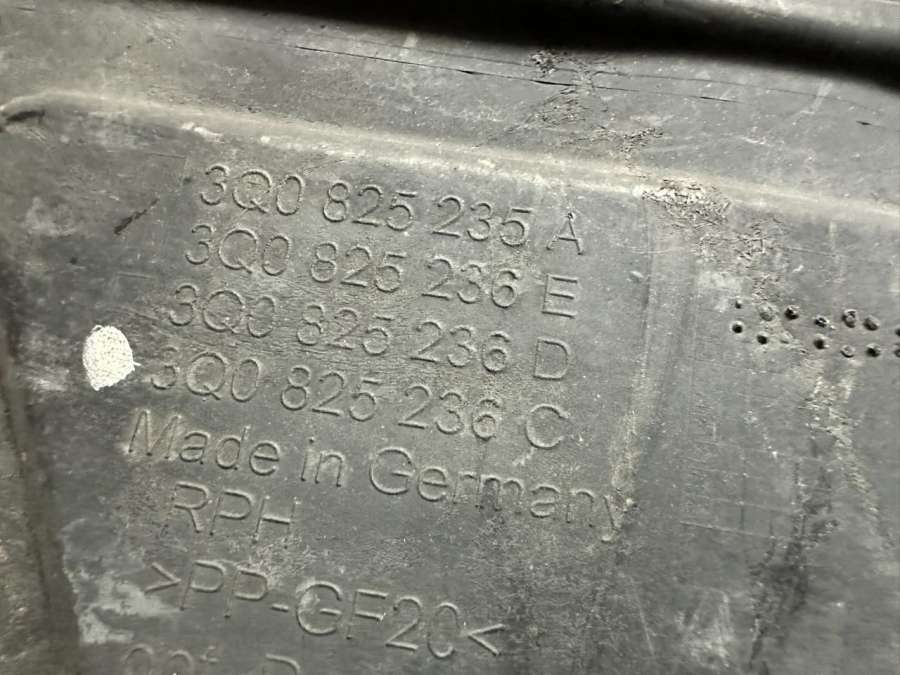 3Q0 825 235 A
3Q0 825 236 E
3Q0 825 236 D
3Q0 825 236 C
Made in Germany
RPH
>PP-GF20<